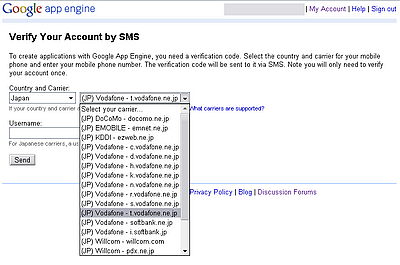 Google app engine
| My Account | Help | Sign out
Verify Your Account by SMS
To create applications with Google App Engine, you need a verification code. Select the country and carrier for your mobile
phone and enter your mobile phone number. The verification code will be sent to it via SMS. Note you will only need to verify
your account once.
Country and Carrier:
Japan
(JP) Vodafone - t.vodafone.ne.jp
If your country and carrier
What carriers are supported?
Select your carrier...
(JP) DoCoMo - docomo.ne.jp
(JP) EMOBILE - emnet.ne.jp
(JP) KDDI - ezweb.ne.jp
(JP) Vodafone - c.vodafone.ne.jp
(JP) Vodafone - d.vodafone.ne.jp
(JP) Vodafone - h.vodafone.ne.jp
(JP) Vodafone - k.vodafone.ne.jp
(JP) Vodafone - n.vodafone.ne.jp
(JP) Vodafone - q.vodafone.ne.jp
(JP) Vodafone - r.vodafone.ne.jp
(JP) Vodafone - s.vodafone.ne.jp
(JP) Vodafone - t.vodafone.ne.jp
(JP) Vodafone - softbank.ne.jp
(JP) Vodafone - i.softbank.jp
(JP) Willcom - willcom.com
(JP) Willcom - pdx.ne.jp
Username:
For Japanese carriers, a us
Send
Privacy Policy | Blog | Discussion Forums